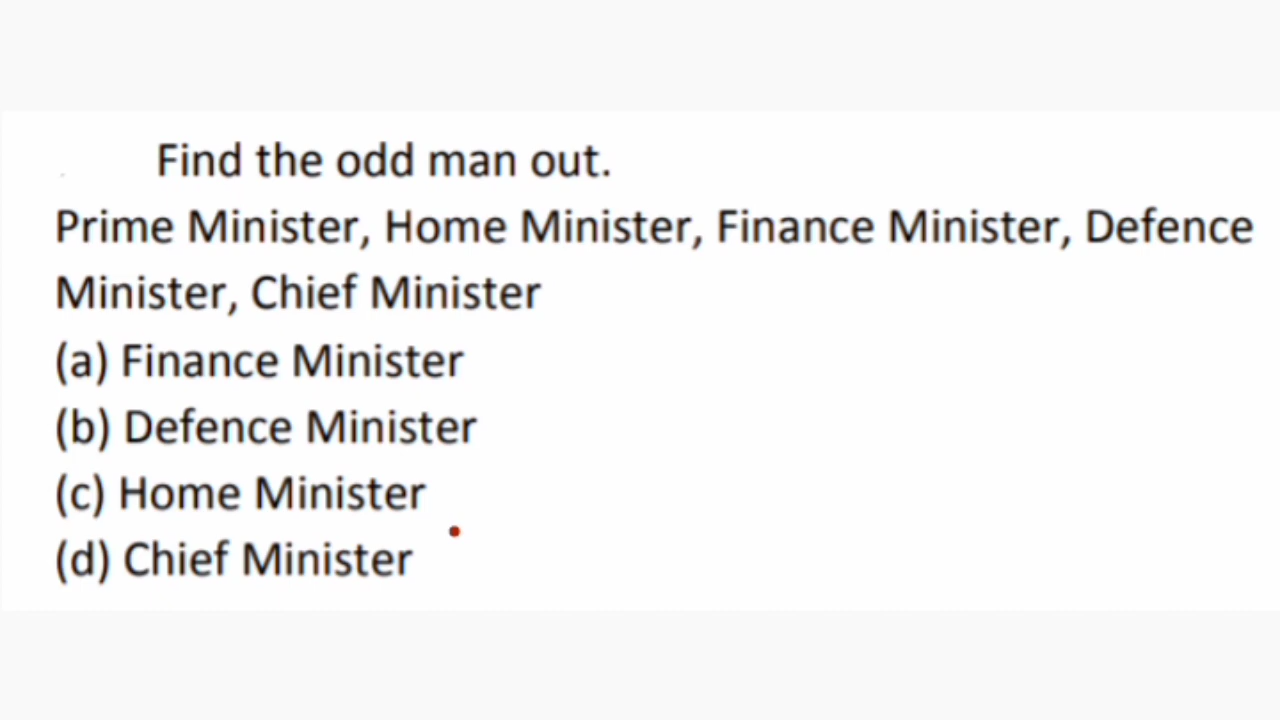 Find the odd man out.
Prime Minister, Home Minister, Finance Minister, Defence
Minister, Chief Minister
(a) Finance Minister
(b) Defence Minister
(c) Home Minister
(d) Chief Minister